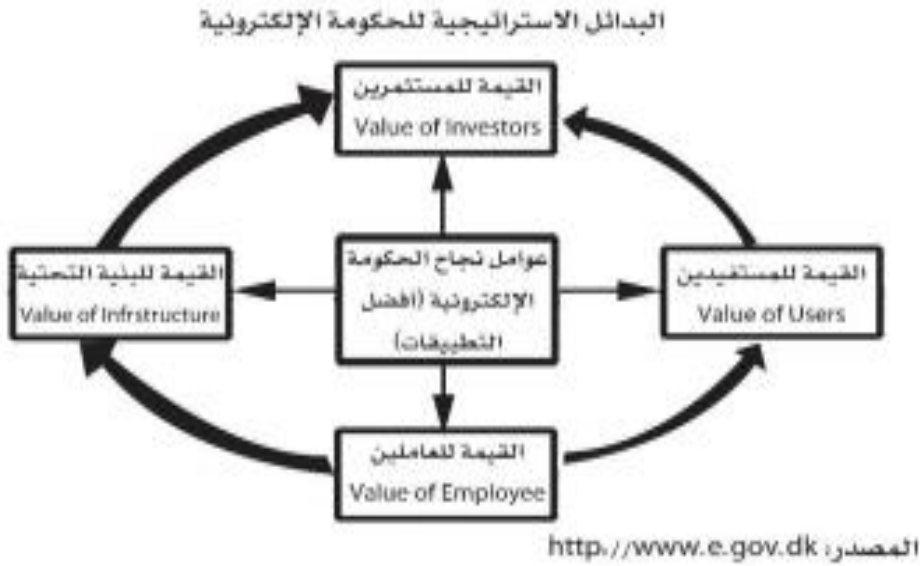 البدائل الاستراتيجية للحكومة الإلكترونية
القيمة للمستثمرين
Value of Investors
القيمة للبنية التحتية
Value of Infrstructure
عوامل نجاح الحكومة
الإلكترونية (افضل
التطبيقات)
القيمة للمستفيدين
Value of Users
القيمة للعاملين
Value of Employee
المصدر: http.//www.e.gov.dk